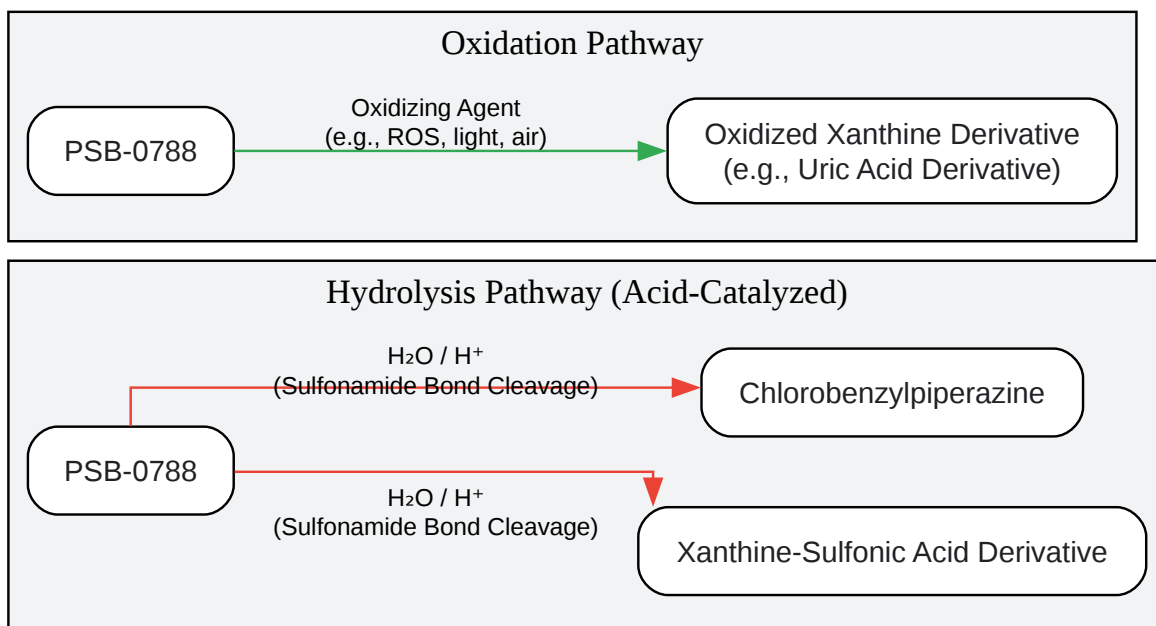 Oxidation Pathway
Oxidizing Agent
(e.g., ROS, light, air)
PSB-0788
Oxidized Xanthine Derivative
(e.g., Uric Acid Derivative)
Hydrolysis Pathway (Acid-Catalyzed)
H₂O / H⁺
(Sulfonamide Bond Cleavage)
Chlorobenzylpiperazine
PSB-0788
H₂O / H⁺
(Sulfonamide Bond Cleavage)
Xanthine-Sulfonic Acid Derivative